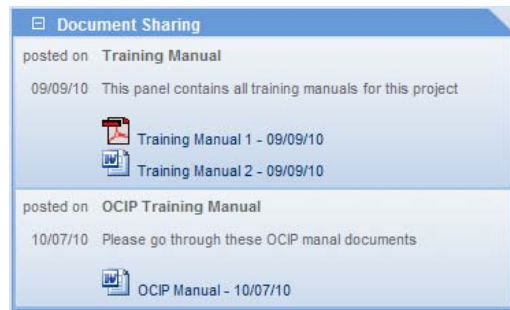 Document Sharing
posted on Training Manual
09/09/10 This panel contains all training manuals for this project
Training Manual 1 - 09/09/10
Training Manual 2 - 09/09/10
posted on OCIP Training Manual
10/07/10 Please go through these OCIP manal documents
OCIP Manual - 10/07/10